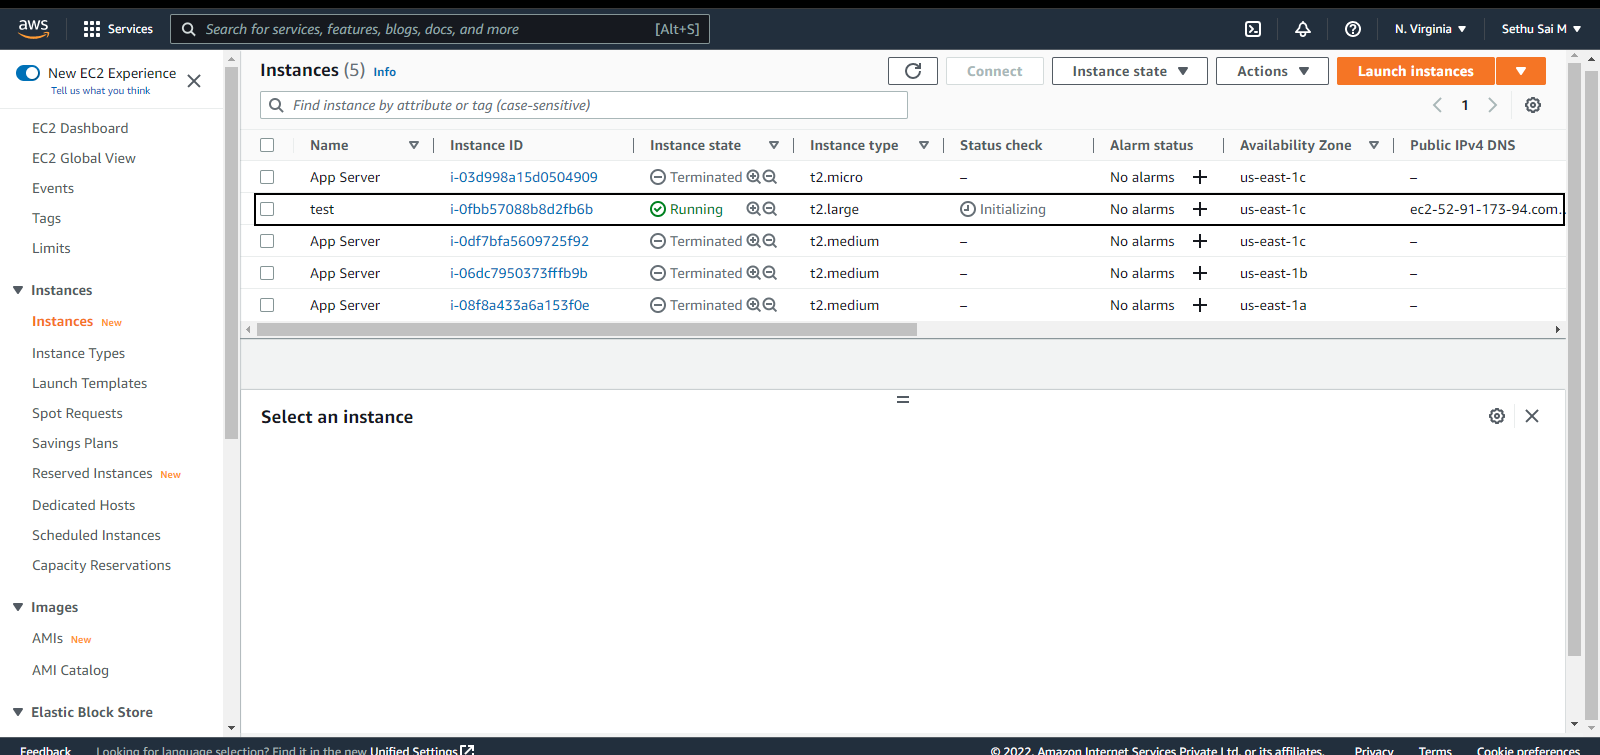 aws Services Search for services, features, blogs, docs, and more [Alt+S] N. Virginia Sethu Sai M
New EC2 Experience
Tell us what you think
EC2 Dashboard
EC2 Global View
Events
Tags
Limits
Instances
Instances New
Instance Types
Launch Templates
Spot Requests
Savings Plans
Reserved Instances New
Dedicated Hosts
Scheduled Instances
Capacity Reservations
Images
AMIs New
AMI Catalog
Elastic Block Store
Instances (5) Info Connect Instance state Actions Launch instances
Find instance by attribute or tag (case-sensitive) 1
Name Instance ID Instance state Instance type Status check Alarm status Availability Zone Public IPv4 DNS
App Server i-03d998a15d0504909 Terminated t2.micro – No alarms + us-east-1c –
test i-0fbb57088b8d2fb6b Running t2.large Initializing No alarms + us-east-1c ec2-52-91-173-94.com...
App Server i-0df7bfa5609725f92 Terminated t2.medium – No alarms + us-east-1c –
App Server i-06dc7950373fffb9b Terminated t2.medium – No alarms + us-east-1b –
App Server i-08f8a433a6a153f0e Terminated t2.medium – No alarms + us-east-1a –
Select an instance
Feedback Looking for language selection? Find it in the new Unified Settings © 2022, Amazon Internet Services Private Ltd. or its affiliates. Privacy Terms Cookie preferences